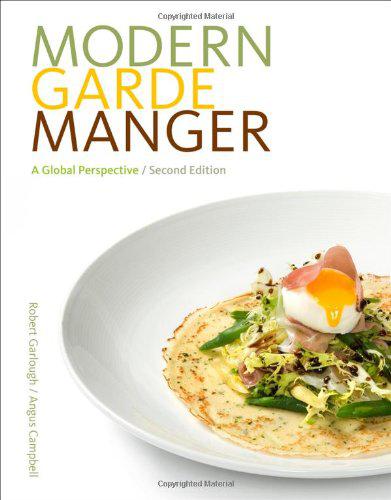 Copyrighted Material
MODERN
GARDE
MANGER
A Global Perspective / Second Edition
Robert Garlough / Angus Campbell
Copyrighted Material